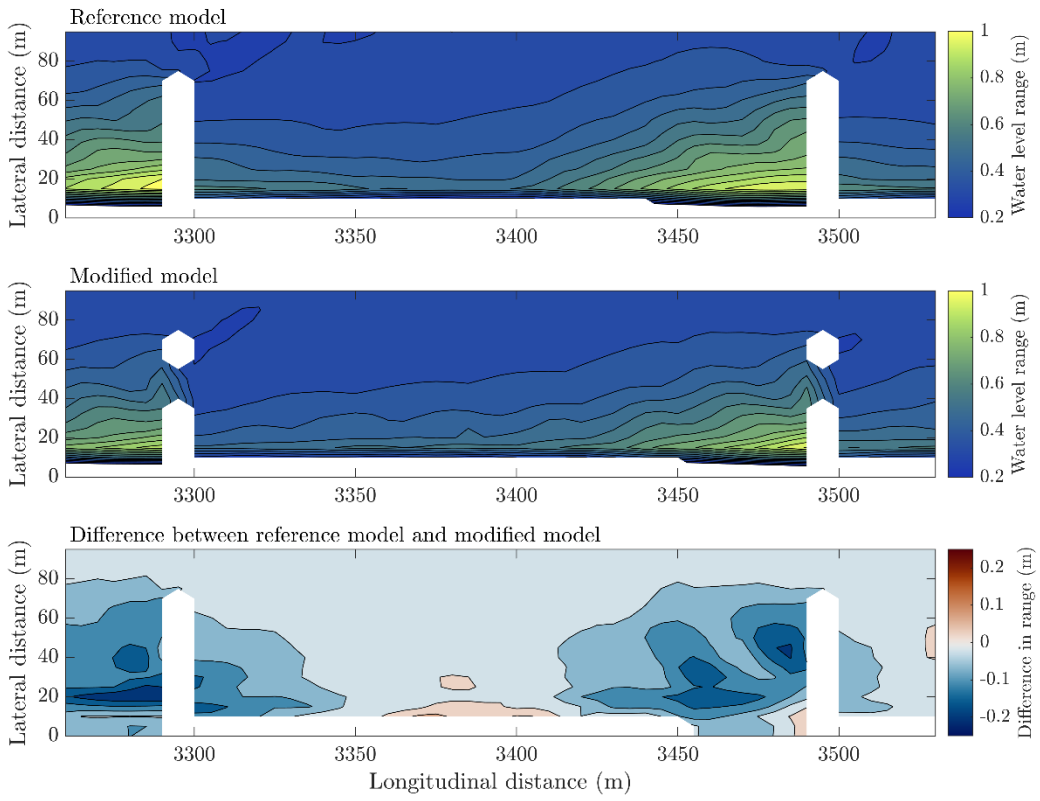 Reference model
Lateral distance (m)
80
60
40
20
0
3300 3350 3400 3450 3500
1
0.8
0.6
0.4
0.2
Water level range (m)
Modified model
Lateral distance (m)
80
60
40
20
0
3300 3350 3400 3450 3500
1
0.8
0.6
0.4
0.2
Water level range (m)
Difference between reference model and modified model
Lateral distance (m)
80
60
40
20
0
3300 3350 3400 3450 3500
Longitudinal distance (m)
0.2
0.1
0
-0.1
-0.2
Difference in range (m)